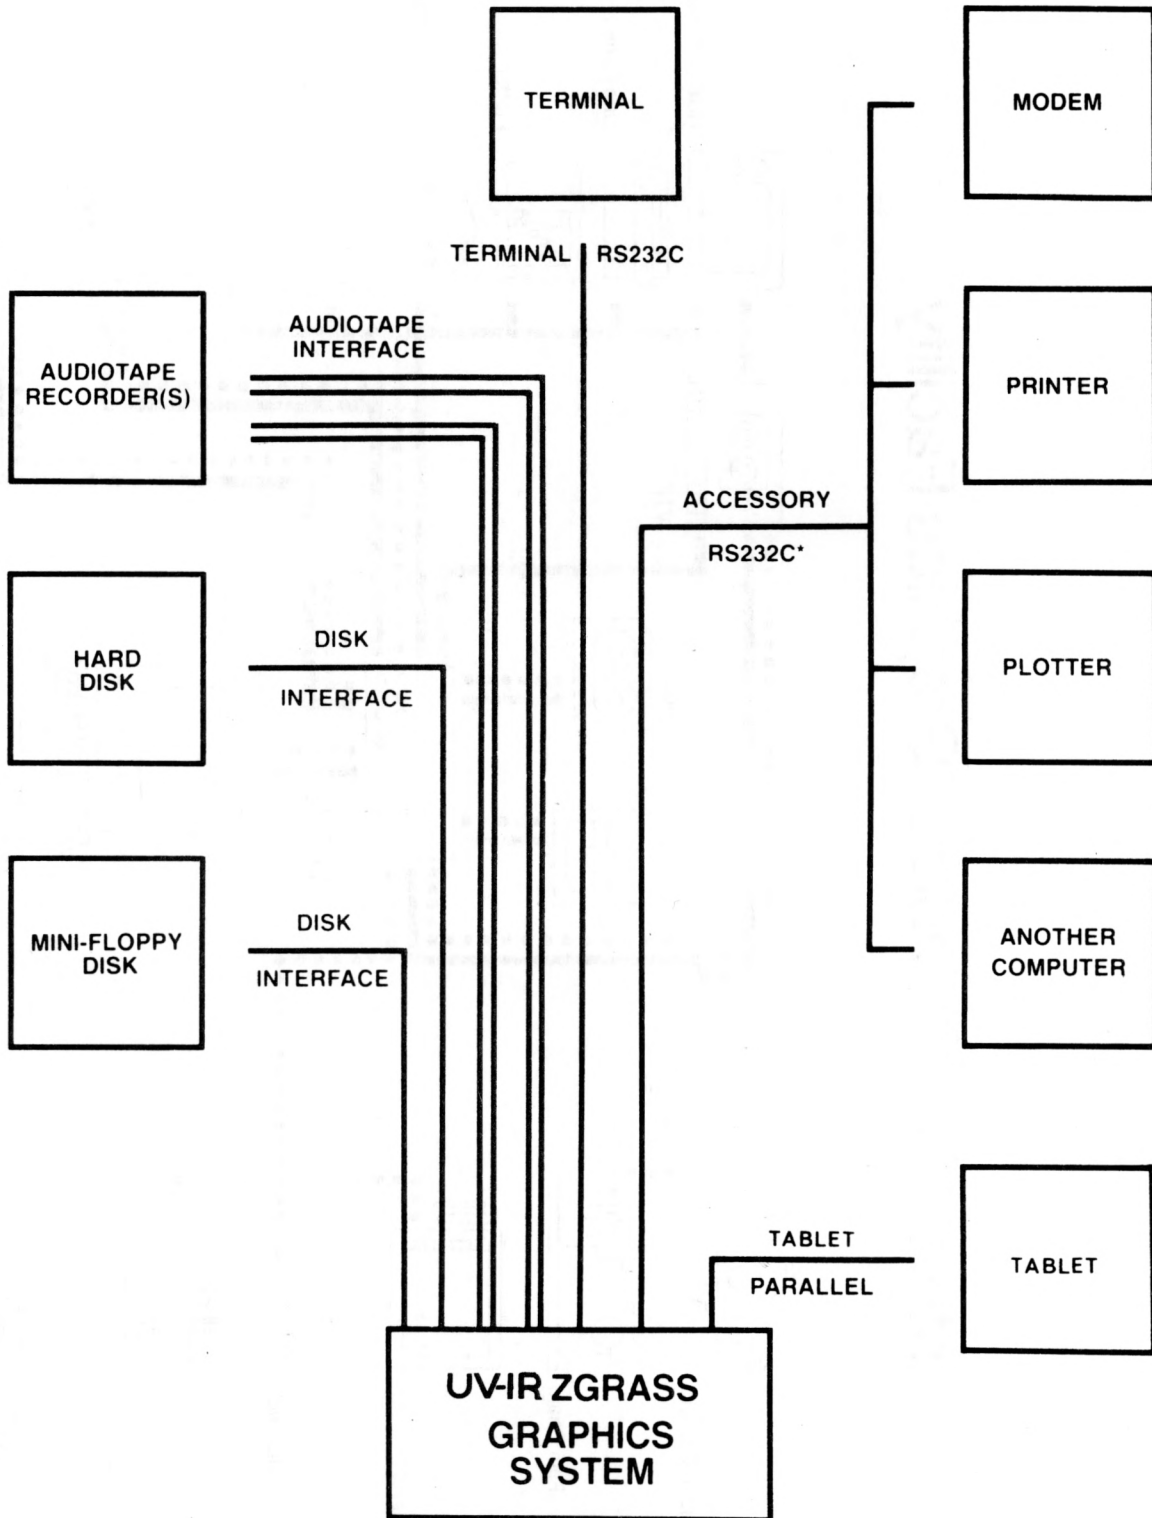 TERMINAL
MODEM
TERMINAL RS232C
AUDIOTAPE
INTERFACE
AUDIOTAPE
RECORDER(S)
PRINTER
ACCESSORY
RS232C*
HARD
DISK
DISK
INTERFACE
PLOTTER
MINI-FLOPPY
DISK
DISK
INTERFACE
ANOTHER
COMPUTER
TABLET
PARALLEL
TABLET
UV-IR ZGRASS
GRAPHICS
SYSTEM